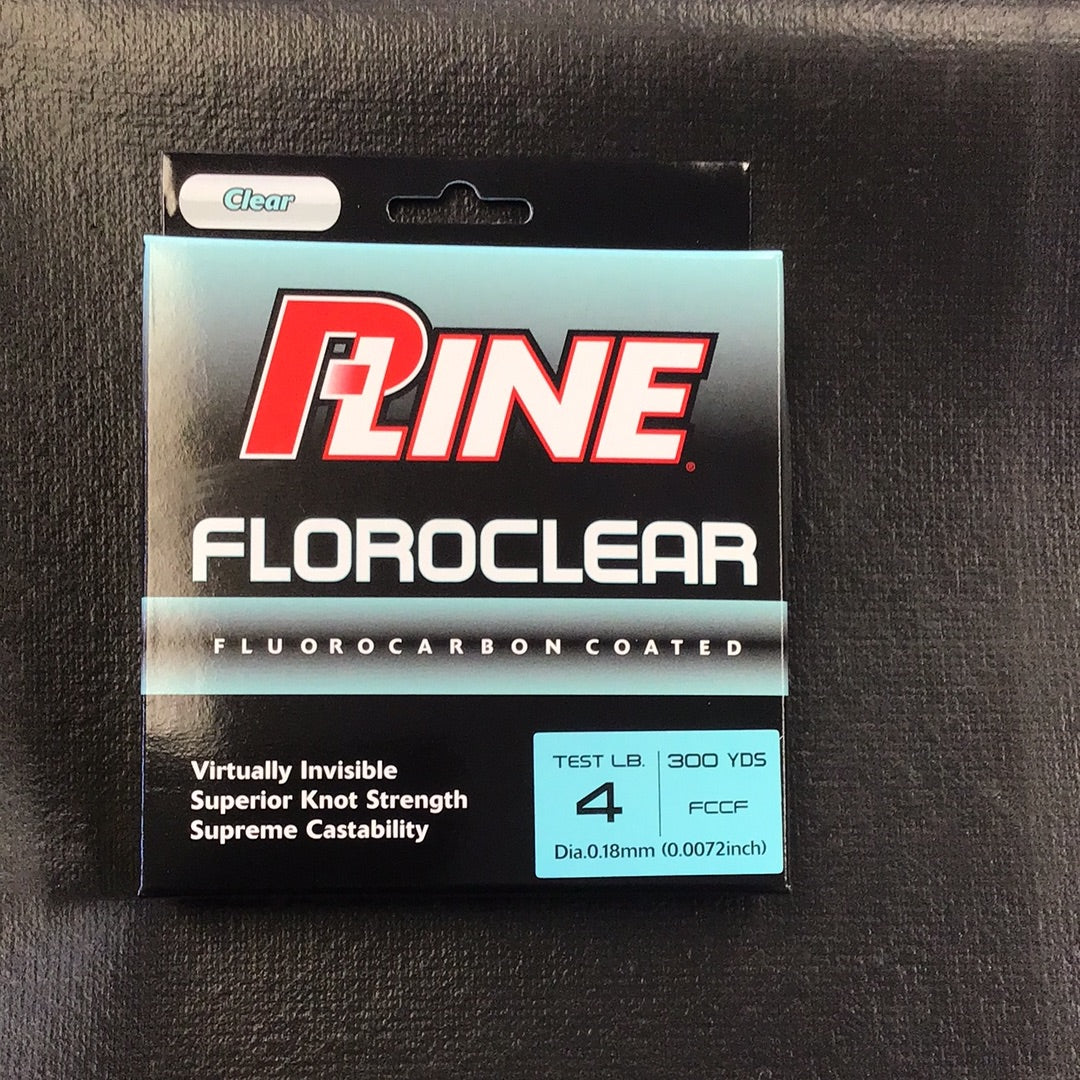 Clear
P-LINE®
FLOROCLEAR
FLUOROCARBON COATED
Virtually Invisible
Superior Knot Strength
Supreme Castability
TEST LB.
4
300 YDS
FCCF
Dia.0.18mm (0.0072inch)